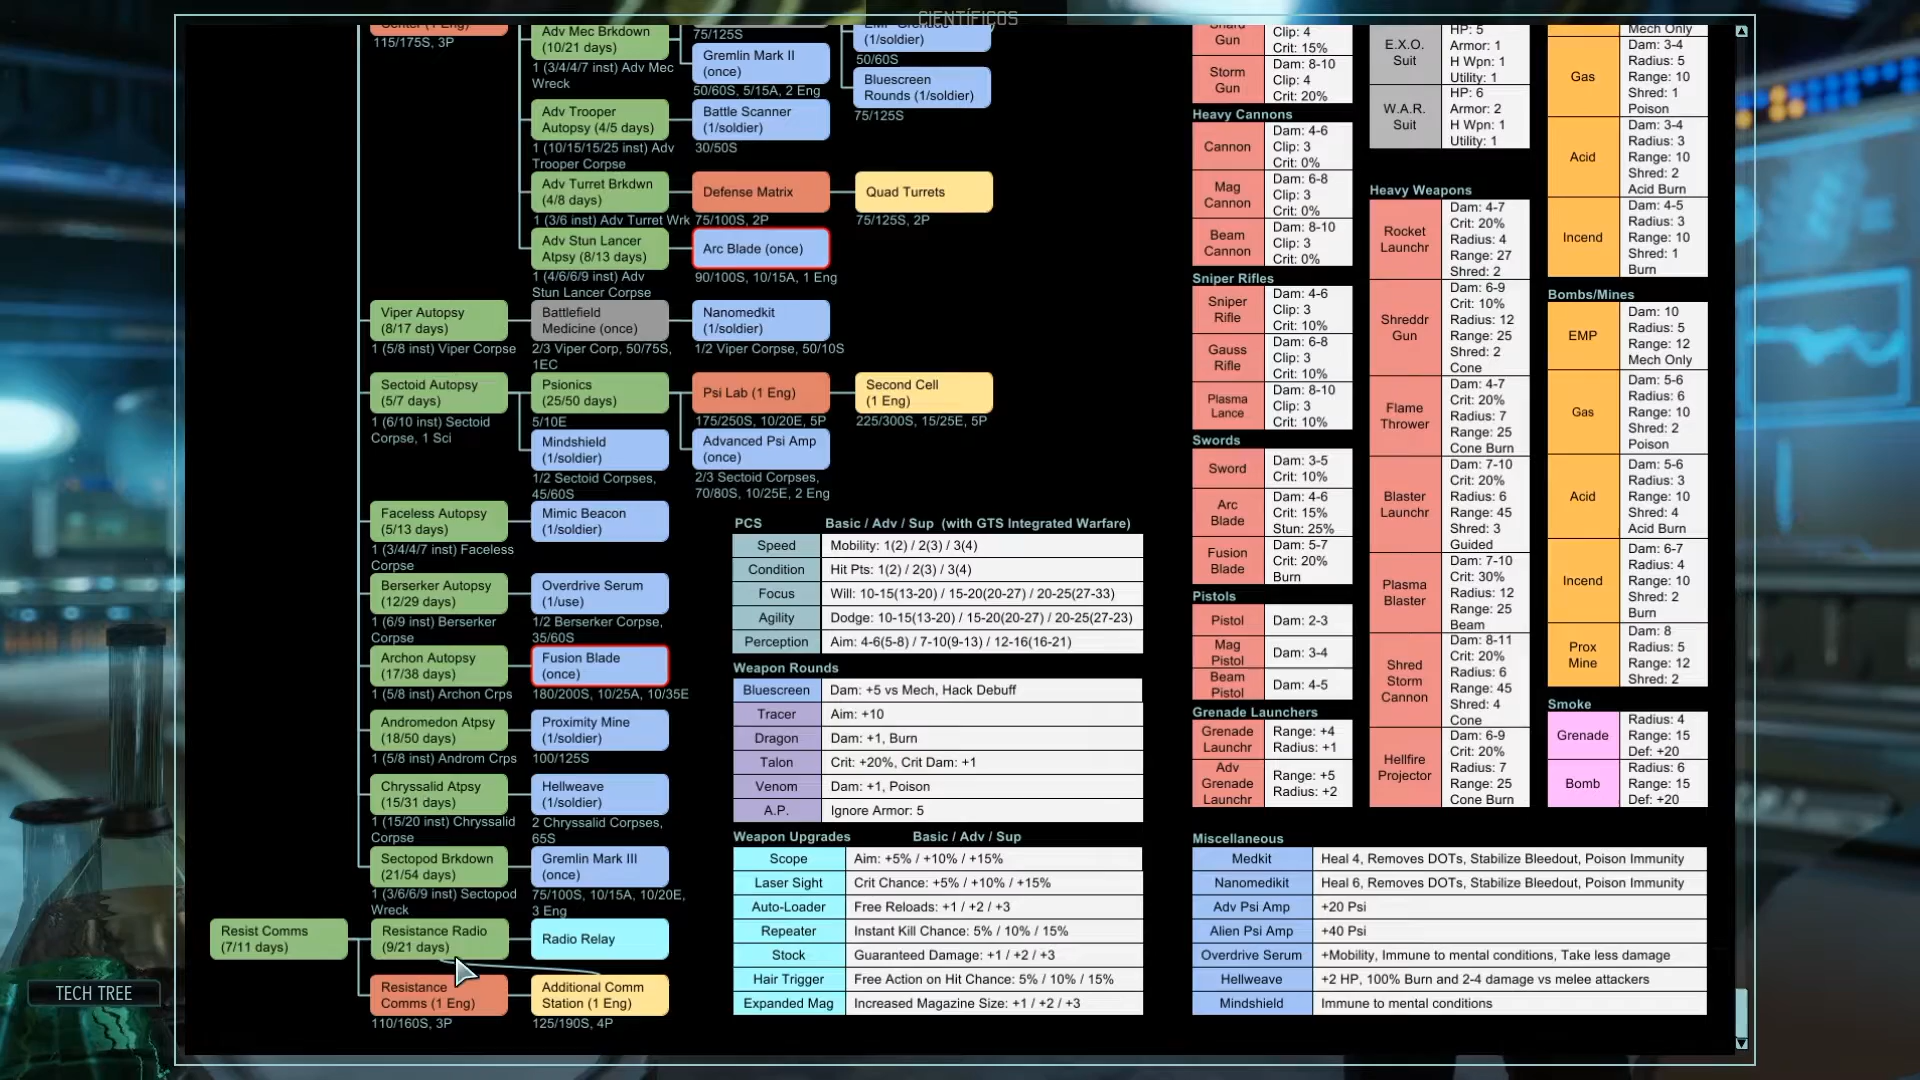 CIENTÍFICOS
Center (1 Eng)
115/175S, 3P
Adv Mec Brkdown
(10/21 days)
1 (3/4/4/7 inst) Adv Mec
Wreck
Adv Trooper
Autopsy (4/5 days)
1 (10/15/15/25 inst) Adv
Trooper Corpse
Adv Turret Brkdwn
(4/8 days)
1 (3/6 inst) Adv Turret Wrk
Adv Stun Lancer
Atpsy (8/13 days)
1 (4/6/6/9 inst) Adv
Stun Lancer Corpse
75/125S
Gremlin Mark II
(once)
50/60S, 5/15A, 2 Eng
Battle Scanner
(1/soldier)
30/50S
Defense Matrix
75/100S, 2P
Arc Blade (once)
90/100S, 10/15A, 1 Eng
EMP Grenade
(1/soldier)
50/60S
Bluescreen
Rounds (1/soldier)
75/125S
Quad Turrets
75/125S, 2P
Viper Autopsy
(8/17 days)
1 (5/8 inst) Viper Corpse
Battlefield
Medicine (once)
2/3 Viper Corp, 50/75S,
1EC
Nanomedkit
(1/soldier)
1/2 Viper Corpse, 50/10S
Sectoid Autopsy
(5/7 days)
1 (6/10 inst) Sectoid
Corpse, 1 Sci
Psionics
(25/50 days)
5/10E
Psi Lab (1 Eng)
175/250S, 10/20E, 5P
Second Cell
(1 Eng)
225/300S, 15/25E, 5P
Mindshield
(1/soldier)
1/2 Sectoid Corpses,
45/60S
Advanced Psi Amp
(once)
2/3 Sectoid Corpses,
70/80S, 10/25E, 2 Eng
Faceless Autopsy
(5/13 days)
1 (3/4/4/7 inst) Faceless
Corpse
Mimic Beacon
(1/soldier)
Berserker Autopsy
(12/29 days)
1 (6/9 inst) Berserker
Corpse
Overdrive Serum
(1/use)
1/2 Berserker Corpse,
35/60S
Archon Autopsy
(17/38 days)
1 (5/8 inst) Archon Crps
Fusion Blade
(once)
180/200S, 10/25A, 10/35E
Andromedon Atpsy
(18/50 days)
1 (5/8 inst) Androm Crps
Proximity Mine
(1/soldier)
100/125S
Chryssalid Atpsy
(15/31 days)
1 (15/20 inst) Chryssalid
Corpse
Hellweave
(1/soldier)
2 Chryssalid Corpses,
65S
Sectopod Brkdown
(21/54 days)
1 (3/6/6/9 inst) Sectopod
Wreck
Gremlin Mark III
(once)
75/100S, 10/15A, 10/20E,
3 Eng
Resist Comms
(7/11 days)
Resistance Radio
(9/21 days)
Radio Relay
Resistance
Comms (1 Eng)
110/160S, 3P
Additional Comm
Station (1 Eng)
125/190S, 4P
TECH TREE
PCS Basic / Adv / Sup (with GTS Integrated Warfare)
Speed Mobility: 1(2) / 2(3) / 3(4)
Condition Hit Pts: 1(2) / 2(3) / 3(4)
Focus Will: 10-15(13-20) / 15-20(20-27) / 20-25(27-33)
Agility Dodge: 10-15(13-20) / 15-20(20-27) / 20-25(27-23)
Perception Aim: 4-6(5-8) / 7-10(9-13) / 12-16(16-21)
Weapon Rounds
Bluescreen Dam: +5 vs Mech, Hack Debuff
Tracer Aim: +10
Dragon Dam: +1, Burn
Talon Crit: +20%, Crit Dam: +1
Venom Dam: +1, Poison
A.P. Ignore Armor: 5
Weapon Upgrades Basic / Adv / Sup
Scope Aim: +5% / +10% / +15%
Laser Sight Crit Chance: +5% / +10% / +15%
Auto-Loader Free Reloads: +1 / +2 / +3
Repeater Instant Kill Chance: 5% / 10% / 15%
Stock Guaranteed Damage: +1 / +2 / +3
Hair Trigger Free Action on Hit Chance: 5% / 10% / 15%
Expanded Mag Increased Magazine Size: +1 / +2 / +3
Shard
Gun
Clip: 4
Crit: 15%
Storm
Gun
Dam: 8-10
Clip: 4
Crit: 20%
Heavy Cannons
Cannon
Dam: 4-6
Clip: 3
Crit: 0%
Mag
Cannon
Dam: 6-8
Clip: 3
Crit: 0%
Beam
Cannon
Dam: 8-10
Clip: 3
Crit: 0%
Sniper Rifles
Sniper
Rifle
Dam: 4-6
Clip: 3
Crit: 10%
Gauss
Rifle
Dam: 6-8
Clip: 3
Crit: 10%
Plasma
Lance
Dam: 8-10
Clip: 3
Crit: 10%
Swords
Sword
Dam: 3-5
Crit: 10%
Arc
Blade
Dam: 4-6
Crit: 15%
Stun: 25%
Fusion
Blade
Dam: 5-7
Crit: 20%
Burn
Pistols
Pistol
Dam: 2-3
Mag
Pistol
Dam: 3-4
Beam
Pistol
Dam: 4-5
Grenade Launchers
Grenade
Launchr
Range: +4
Radius: +1
Adv
Grenade
Launchr
Range: +5
Radius: +2
E.X.O.
Suit
HP: 5
Armor: 1
H Wpn: 1
Utility: 1
W.A.R.
Suit
HP: 6
Armor: 2
H Wpn: 1
Utility: 1
Heavy Weapons
Rocket
Launchr
Dam: 4-7
Crit: 20%
Radius: 4
Range: 27
Shred: 2
Shreddr
Gun
Dam: 6-9
Crit: 10%
Radius: 12
Range: 25
Shred: 2
Cone
Flame
Thrower
Dam: 4-7
Crit: 20%
Radius: 7
Range: 25
Cone Burn
Blaster
Launchr
Dam: 7-10
Crit: 20%
Radius: 6
Range: 45
Shred: 3
Guided
Plasma
Blaster
Dam: 7-10
Crit: 30%
Radius: 12
Range: 25
Beam
Shred
Storm
Cannon
Dam: 8-11
Crit: 20%
Radius: 6
Range: 45
Shred: 4
Cone
Hellfire
Projector
Dam: 6-9
Crit: 20%
Radius: 7
Range: 25
Cone Burn
Mech Only
Gas
Dam: 3-4
Radius: 5
Range: 10
Shred: 1
Poison
Acid
Dam: 3-4
Radius: 3
Range: 10
Shred: 2
Acid Burn
Incend
Dam: 4-5
Radius: 3
Range: 10
Shred: 1
Burn
Bombs/Mines
EMP
Dam: 10
Radius: 5
Range: 12
Mech Only
Gas
Dam: 5-6
Radius: 6
Range: 10
Shred: 2
Poison
Acid
Dam: 5-6
Radius: 3
Range: 10
Shred: 4
Acid Burn
Incend
Dam: 6-7
Radius: 4
Range: 10
Shred: 2
Burn
Prox
Mine
Dam: 8
Radius: 5
Range: 12
Shred: 2
Smoke
Grenade
Radius: 4
Range: 15
Def: +20
Bomb
Radius: 6
Range: 15
Def: +20
Miscellaneous
Medkit Heal 4, Removes DOTs, Stabilize Bleedout, Poison Immunity
Nanomedikit Heal 6, Removes DOTs, Stabilize Bleedout, Poison Immunity
Adv Psi Amp +20 Psi
Alien Psi Amp +40 Psi
Overdrive Serum +Mobility, Immune to mental conditions, Take less damage
Hellweave +2 HP, 100% Burn and 2-4 damage vs melee attackers
Mindshield Immune to mental conditions